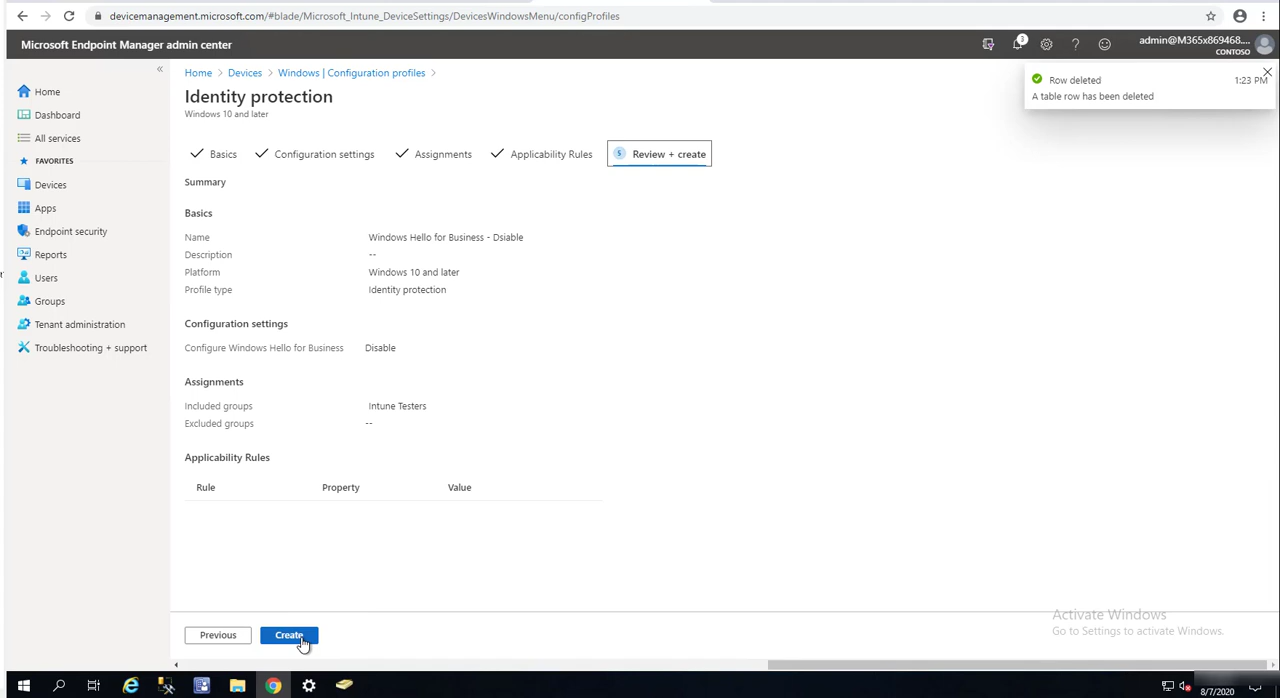 devicemanagement.microsoft.com/#blade/Microsoft_Intune_DeviceSettings/DevicesWindowsMenu/configProfiles
Microsoft Endpoint Manager admin center
3
admin@M365x869468....
CONTOSO
«
Home
Dashboard
All services
FAVORITES
Devices
Apps
Endpoint security
Reports
Users
Groups
Tenant administration
Troubleshooting + support
Home > Devices > Windows | Configuration profiles >
Identity protection
Windows 10 and later
Row deleted 1:23 PM
A table row has been deleted
Basics Configuration settings Assignments Applicability Rules 5 Review + create
Summary
Basics
Name Windows Hello for Business - Dsiable
Description --
Platform Windows 10 and later
Profile type Identity protection
Configuration settings
Configure Windows Hello for Business Disable
Assignments
Included groups Intune Testers
Excluded groups --
Applicability Rules
Rule Property Value
Previous Create
Activate Windows
Go to Settings to activate Windows.
8/7/2020